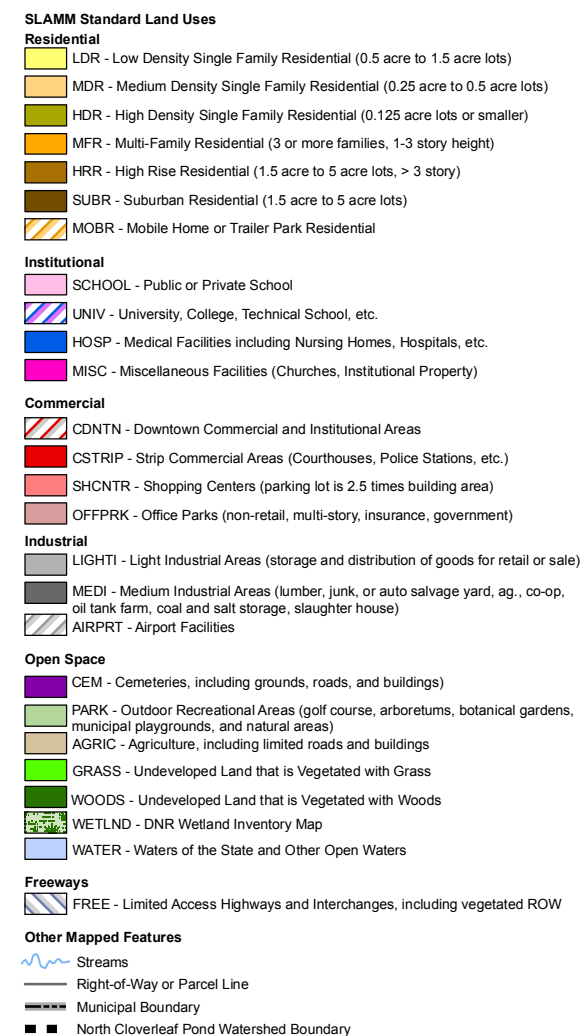 SLAMM Standard Land Uses
Residential
LDR - Low Density Single Family Residential (0.5 acre to 1.5 acre lots)
MDR - Medium Density Single Family Residential (0.25 acre to 0.5 acre lots)
HDR - High Density Single Family Residential (0.125 acre lots or smaller)
MFR - Multi-Family Residential (3 or more families, 1-3 story height)
HRR - High Rise Residential (1.5 acre to 5 acre lots, > 3 story)
SUBR - Suburban Residential (1.5 acre to 5 acre lots)
MOBR - Mobile Home or Trailer Park Residential
Institutional
SCHOOL - Public or Private School
UNIV - University, College, Technical School, etc.
HOSP - Medical Facilities including Nursing Homes, Hospitals, etc.
MISC - Miscellaneous Facilities (Churches, Institutional Property)
Commercial
CDNTN - Downtown Commercial and Institutional Areas
CSTRIP - Strip Commercial Areas (Courthouses, Police Stations, etc.)
SHCNTR - Shopping Centers (parking lot is 2.5 times building area)
OFFPRK - Office Parks (non-retail, multi-story, insurance, government)
Industrial
LIGHTI - Light Industrial Areas (storage and distribution of goods for retail or sale)
MEDI - Medium Industrial Areas (lumber, junk, or auto salvage yard, ag., co-op,
oil tank farm, coal and salt storage, slaughter house)
AIRPRT - Airport Facilities
Open Space
CEM - Cemeteries, including grounds, roads, and buildings)
PARK - Outdoor Recreational Areas (golf course, arboretums, botanical gardens,
municipal playgrounds, and natural areas)
AGRIC - Agriculture, including limited roads and buildings
GRASS - Undeveloped Land that is Vegetated with Grass
WOODS - Undeveloped Land that is Vegetated with Woods
WETLND - DNR Wetland Inventory Map
WATER - Waters of the State and Other Open Waters
Freeways
FREE - Limited Access Highways and Interchanges, including vegetated ROW
Other Mapped Features
Streams
Right-of-Way or Parcel Line
Municipal Boundary
North Cloverleaf Pond Watershed Boundary